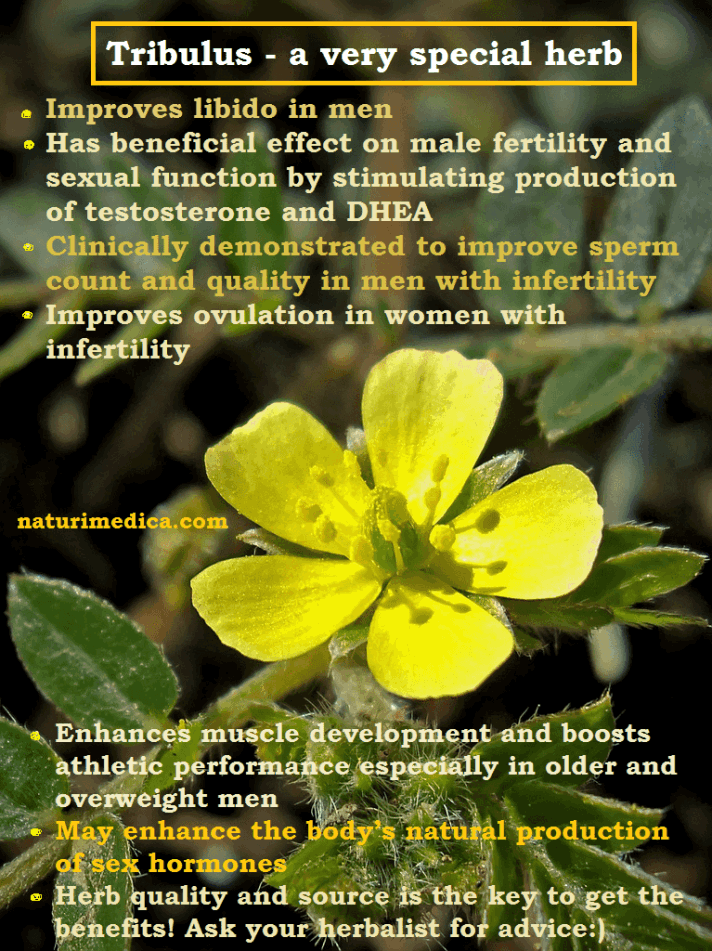 Tribulus - a very special herb
Improves libido in men
Has beneficial effect on male fertility and
sexual function by stimulating production
of testosterone and DHEA
Clinically demonstrated to improve sperm
count and quality in men with infertility
Improves ovulation in women with
infertility
naturimedica.com
Enhances muscle development and boosts
athletic performance especially in older and
overweight men
May enhance the body's natural production
of sex hormones
Herb quality and source is the key to get the
benefits! Ask your herbalist for advice:)